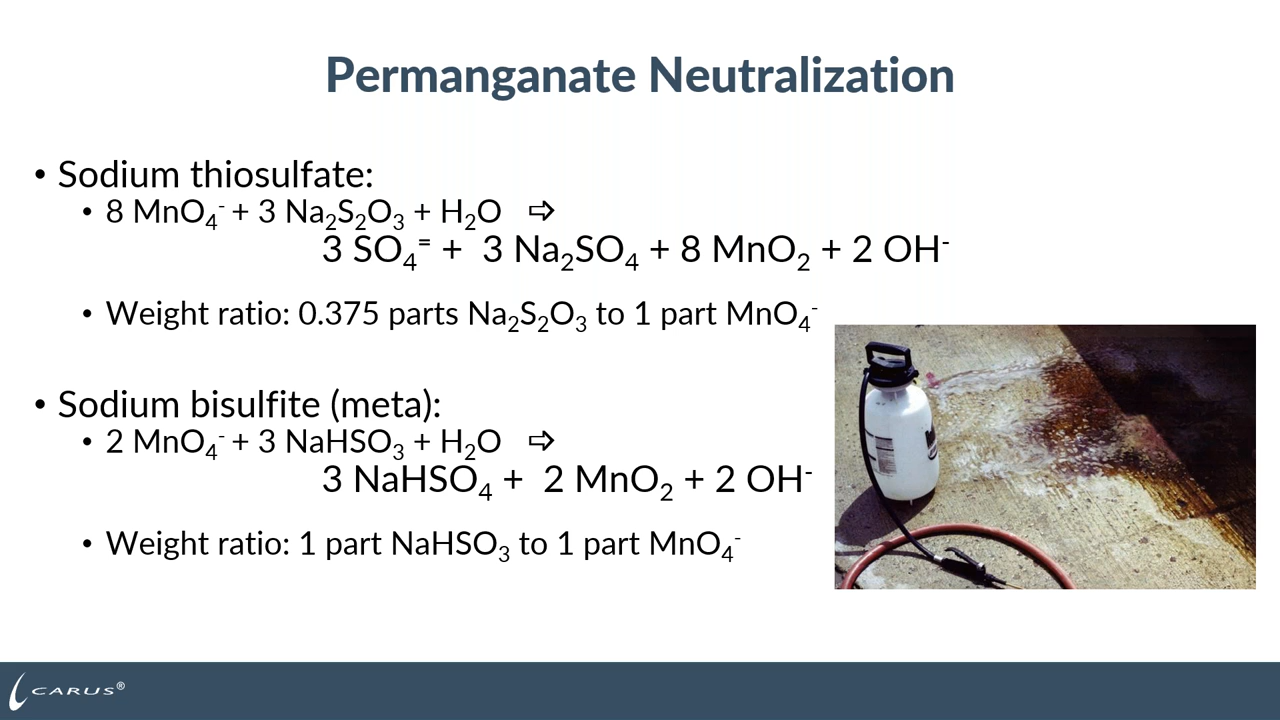 Permanganate Neutralization
• Sodium thiosulfate:
• 8 MnO₄⁻ + 3 Na₂S₂O₃ + H₂O ⇨
3 SO₄⁼ + 3 Na₂SO₄ + 8 MnO₂ + 2 OH⁻
• Weight ratio: 0.375 parts Na₂S₂O₃ to 1 part MnO₄⁻
• Sodium bisulfite (meta):
• 2 MnO₄⁻ + 3 NaHSO₃ + H₂O ⇨
3 NaHSO₄ + 2 MnO₂ + 2 OH⁻
• Weight ratio: 1 part NaHSO₃ to 1 part MnO₄⁻
CARUS®